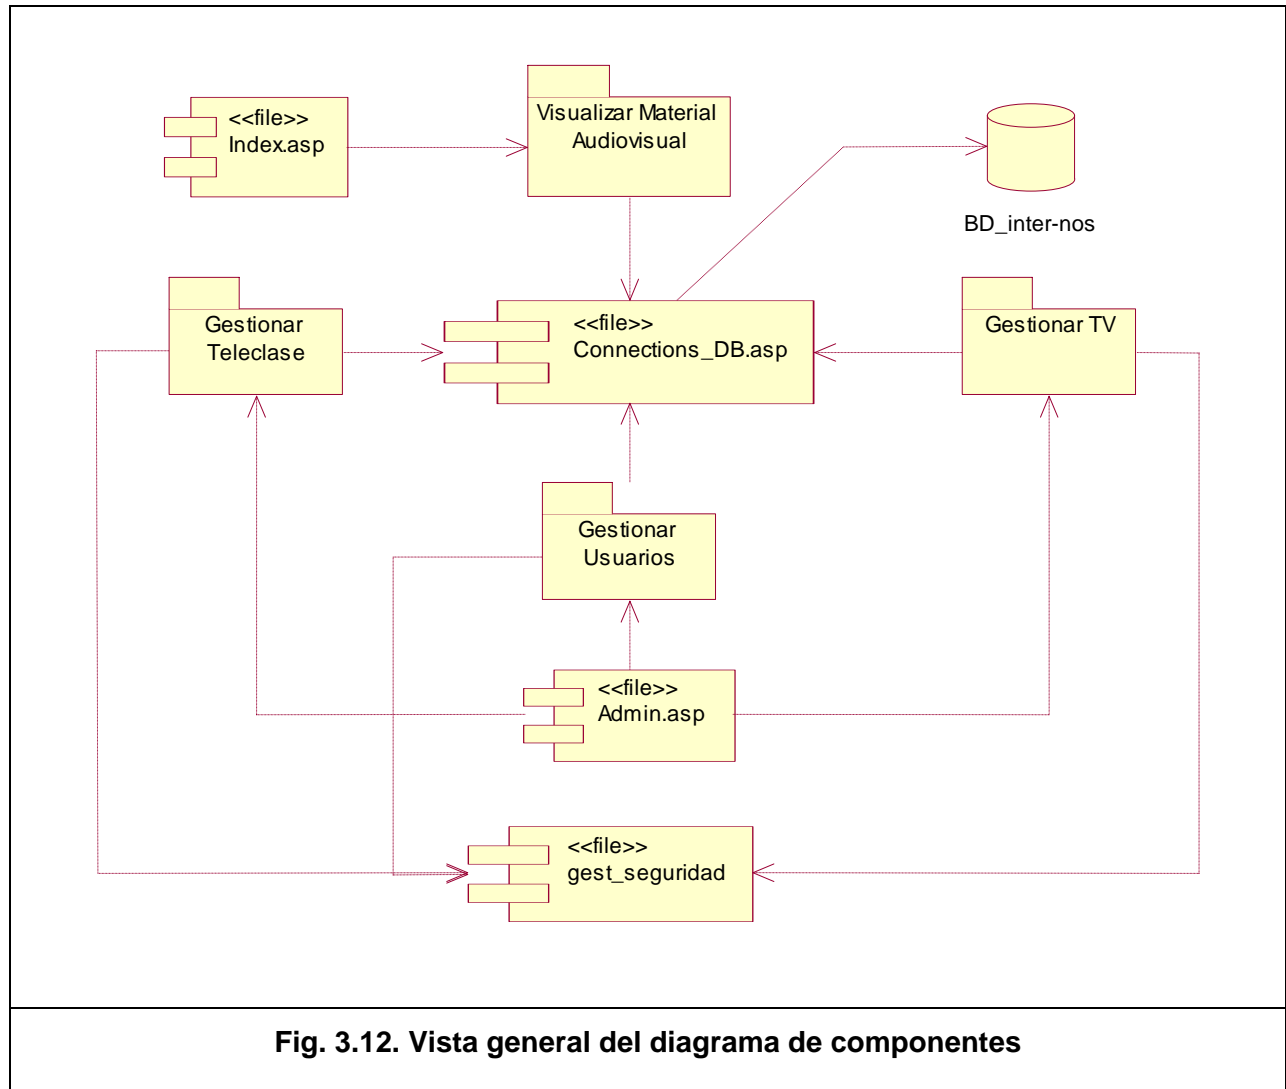 <<file>>
Index.asp
Visualizar Material
Audiovisual
BD_inter-nos
Gestionar
Teleclase
<<file>>
Connections_DB.asp
Gestionar TV
Gestionar
Usuarios
<<file>>
Admin.asp
<<file>>
gest_seguridad
Fig. 3.12. Vista general del diagrama de componentes